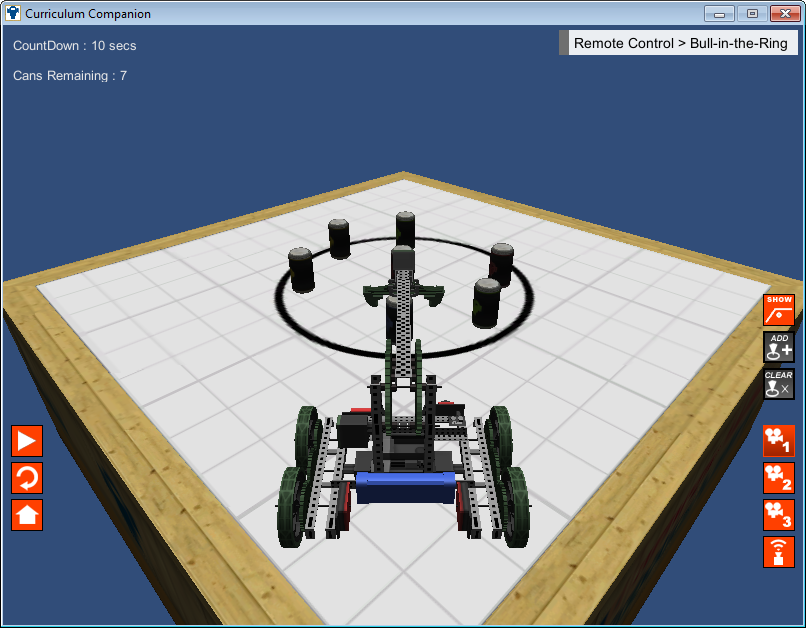 Curriculum Companion
CountDown : 10 secs
Remote Control > Bull-in-the-Ring
Cans Remaining : 7
SHOW
ADD
CLEAR
1
2
3